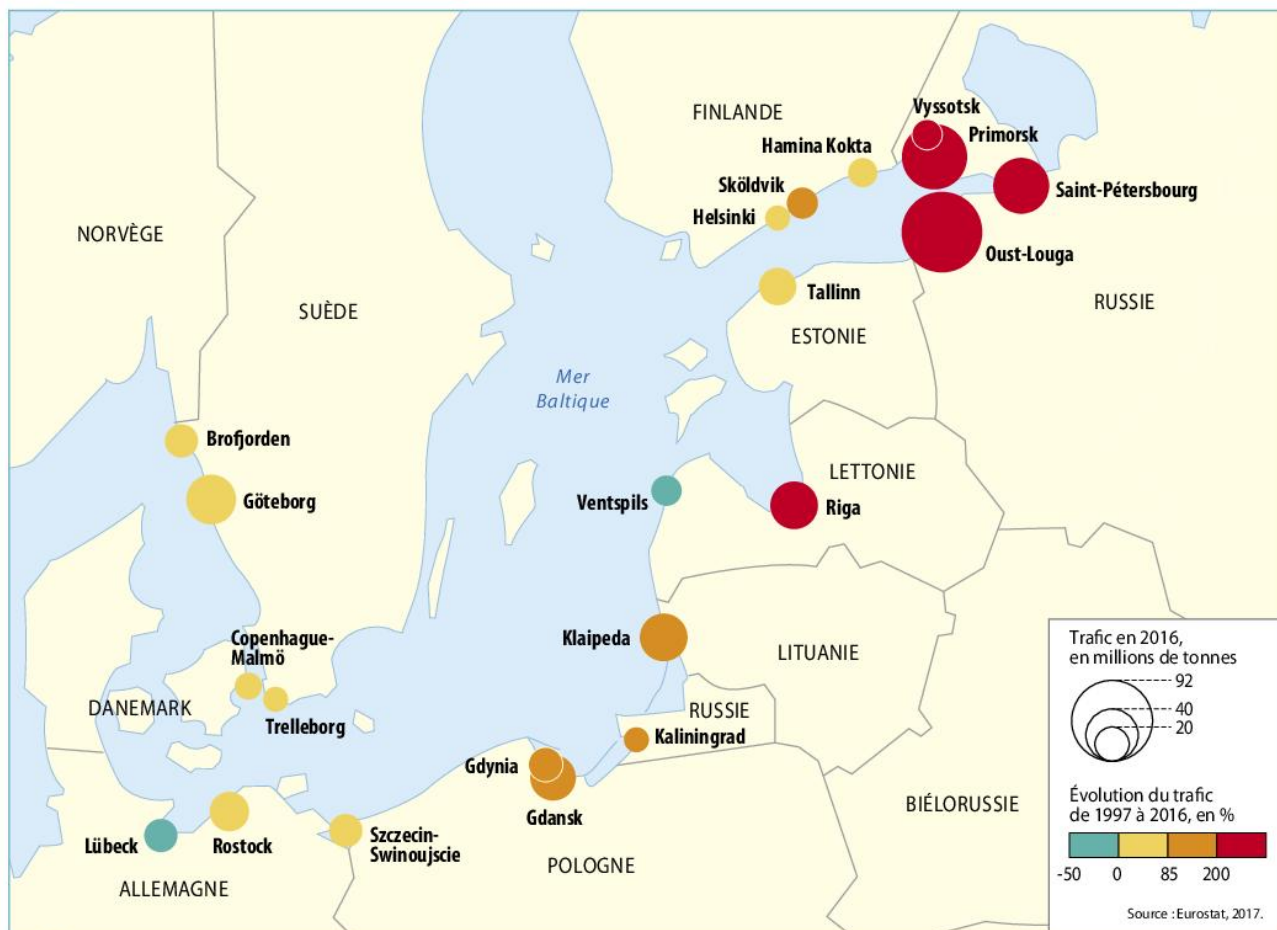 FINLANDE
Vyssotsk
Primorsk
Hamina Kokta
Sköldvik
Saint-Pétersbourg
Helsinki
NORVÈGE
Oust-Louga
Tallinn
RUSSIE
SUÈDE
ESTONIE
Mer
Baltique
Brofjorden
LETTONIE
Ventspils
Göteborg
Riga
Copenhague-
Malmö
Klaipeda
LITUANIE
DANEMARK
Trelleborg
RUSSIE
Kaliningrad
Gdynia
Gdansk
BIÉLORUSSIE
Lübeck
Rostock
Szczecin-
Swinoujscie
POLOGNE
ALLEMAGNE
Trafic en 2016,
en millions de tonnes
92
40
20
Évolution du trafic
de 1997 à 2016, en %
-50 0 85 200
Source : Eurostat, 2017.